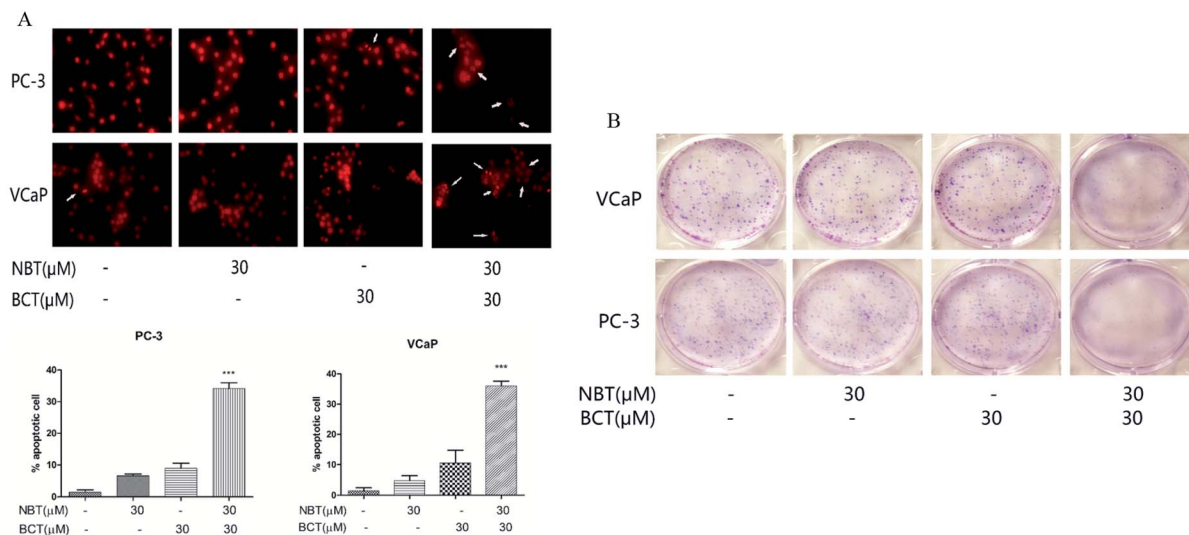 A
PC-3
VCaP
NBT(μM) - 30 - 30
BCT(μM) - - 30 30
PC-3
% apoptotic cell
40
30
20
10
0
***
NBT(μM) - 30 - 30
BCT(μM) - - 30 30
VCaP
% apoptotic cell
40
30
20
10
0
***
NBT(μM) - 30 - 30
BCT(μM) - - 30 30
B
VCaP
PC-3
NBT(μM) - 30 - 30
BCT(μM) - - 30 30